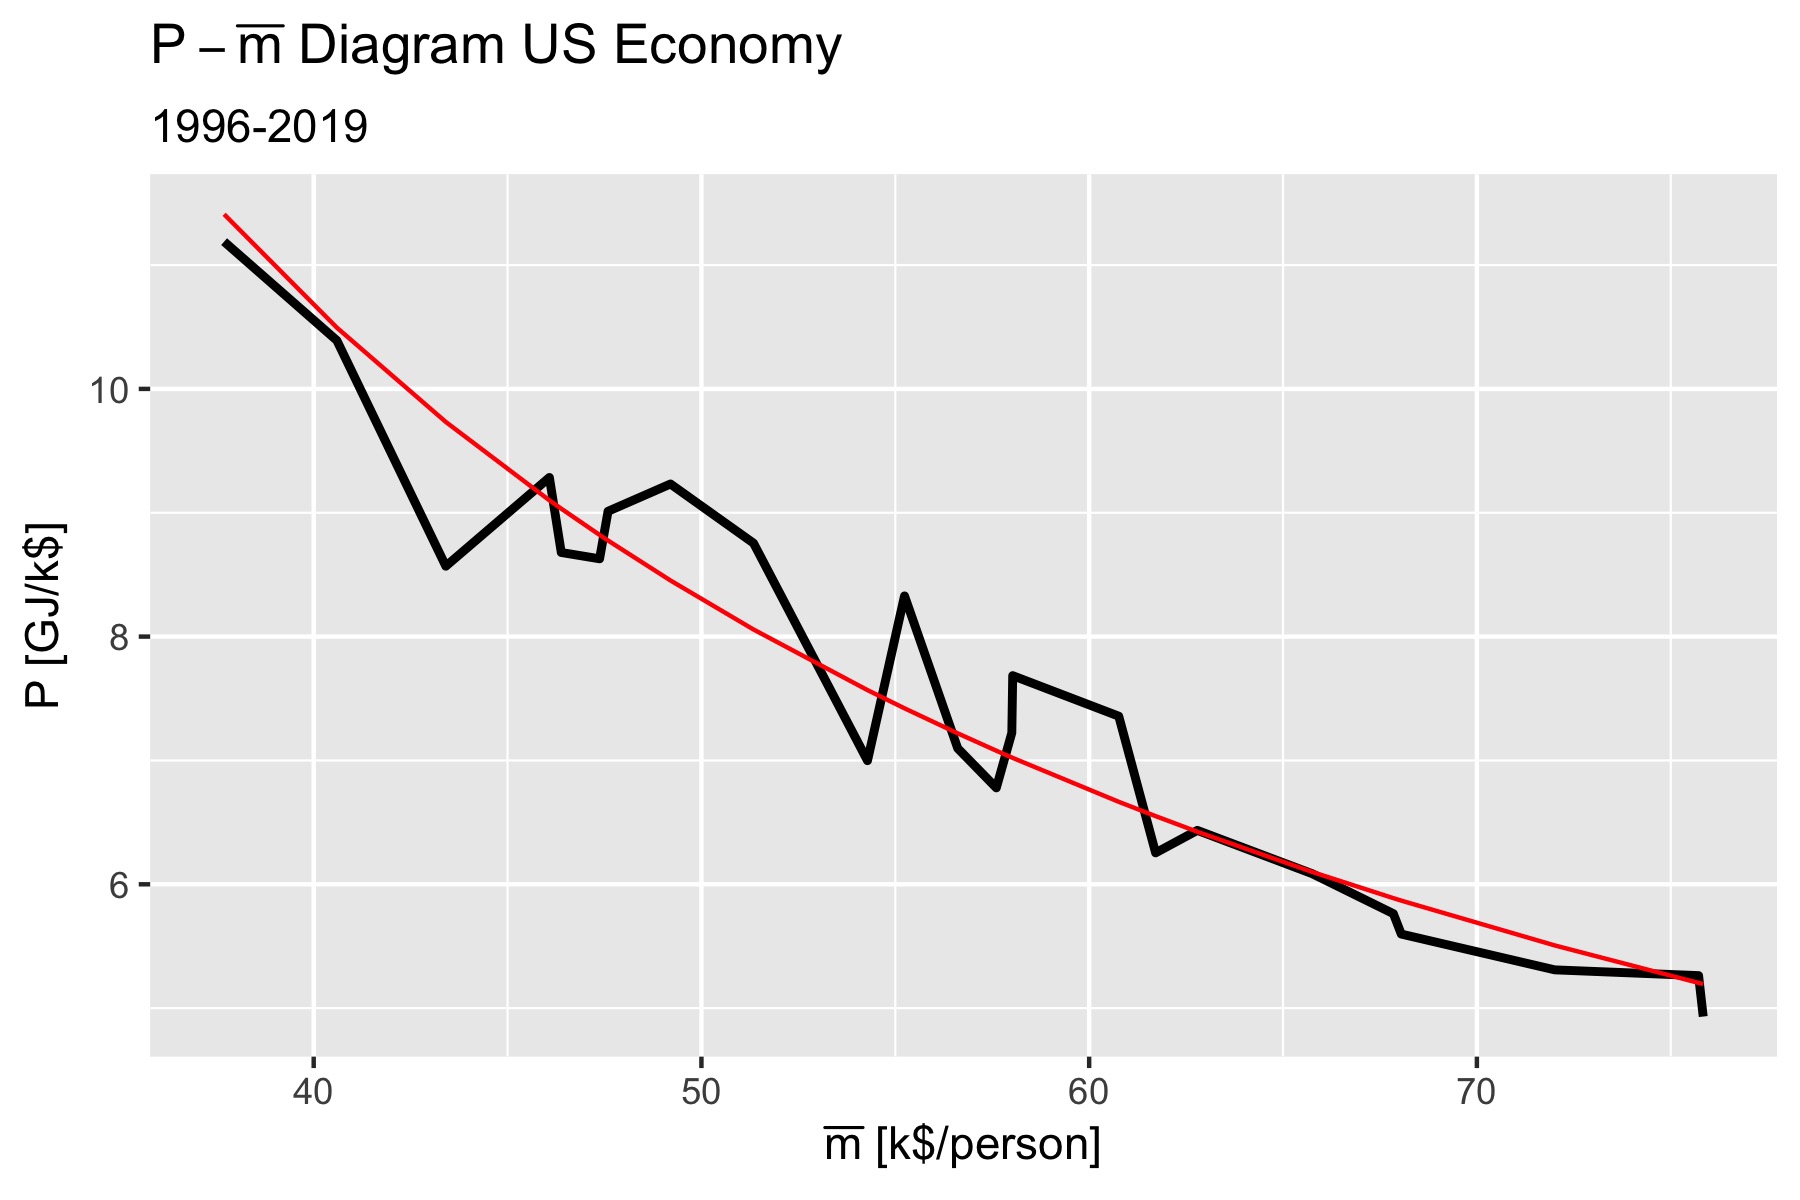 P – m̅ Diagram US Economy
1996-2019
10
8
6
P [GJ/k$]
40 50 60 70
m̅ [k$/person]